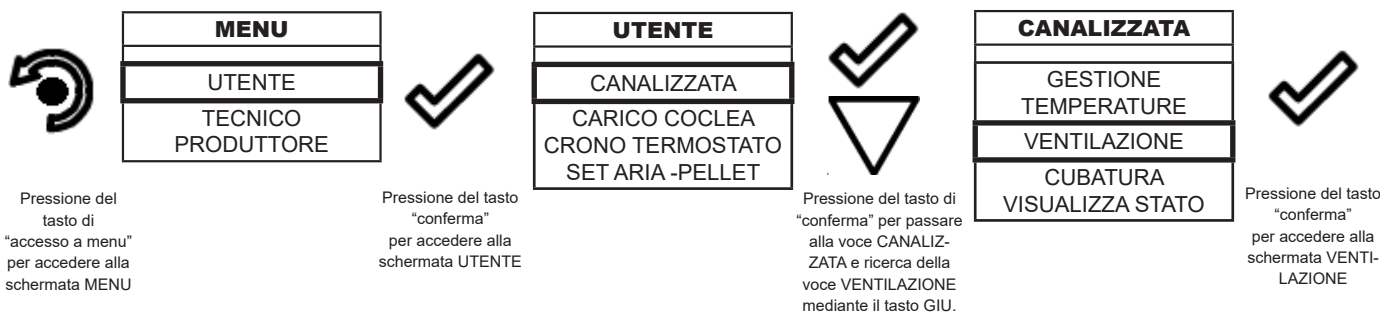 MENU
UTENTE
TECNICO
PRODUTTORE
Pressione del
tasto di
“accesso a menu”
per accedere alla
schermata MENU
Pressione del tasto
“conferma”
per accedere alla
schermata UTENTE
UTENTE
CANALIZZATA
CARICO COCLEA
CRONO TERMOSTATO
SET ARIA -PELLET
Pressione del tasto di
“conferma” per passare
alla voce CANALIZ-
ZATA e ricerca della
voce VENTILAZIONE
mediante il tasto GIU.
CANALIZZATA
GESTIONE
TEMPERATURE
VENTILAZIONE
CUBATURA
VISUALIZZA STATO
Pressione del tasto
“conferma”
per accedere alla
schermata VENTI-
LAZIONE